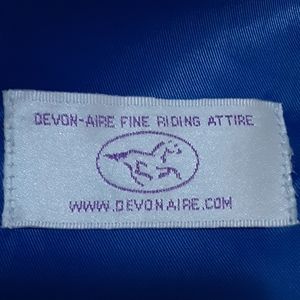 DEVON-AIRE FINE RIDING ATTIRE
WWW.DEVONAIRE.COM